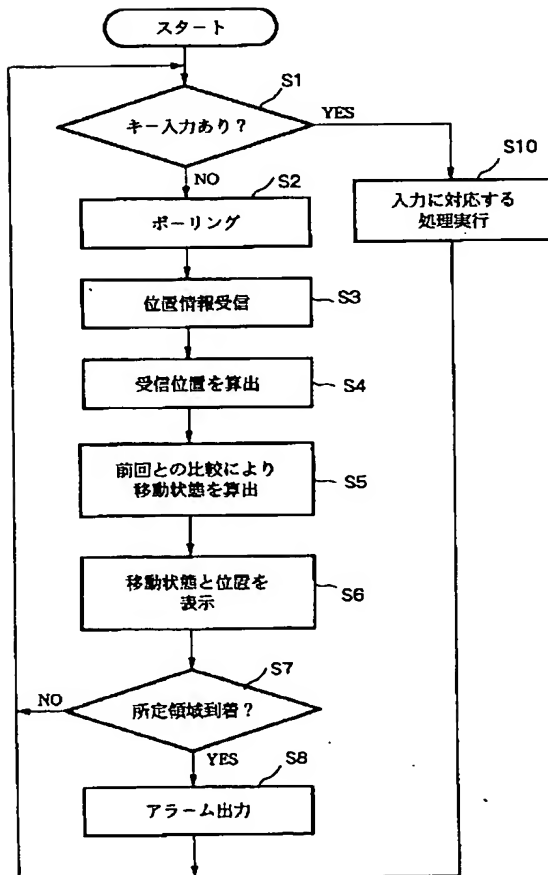 スタート
S1
キー入力あり？
YES
NO
S10
入力に対応する
処理実行
S2
ポーリング
位置情報受信
S3
受信位置を算出
S4
前回との比較により
移動状態を算出
S5
移動状態と位置を
表示
S6
S7
NO
所定領域到着？
YES
S8
アラーム出力